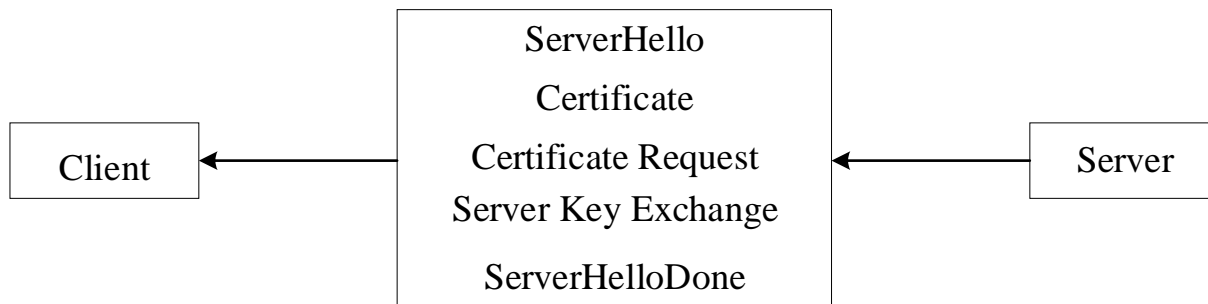 ServerHello
Certificate
Client
Certificate Request
Server
Server Key Exchange
ServerHelloDone